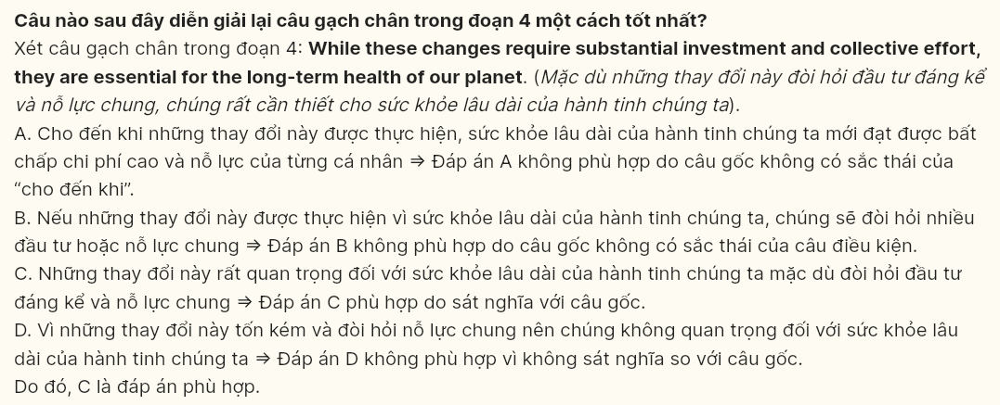 Câu nào sau đây diễn giải lại câu gạch chân trong đoạn 4 một cách tốt nhất?
Xét câu gạch chân trong đoạn 4: While these changes require substantial investment and collective effort,
they are essential for the long-term health of our planet. (Mặc dù những thay đổi này đòi hỏi đầu tư đáng kể
và nỗ lực chung, chúng rất cần thiết cho sức khỏe lâu dài của hành tinh chúng ta).
A. Cho đến khi những thay đổi này được thực hiện, sức khỏe lâu dài của hành tinh chúng ta mới đạt được bất
chấp chi phí cao và nỗ lực của từng cá nhân ⇒ Đáp án A không phù hợp do câu gốc không có sắc thái của
“cho đến khi”.
B. Nếu những thay đổi này được thực hiện vì sức khỏe lâu dài của hành tinh chúng ta, chúng sẽ đòi hỏi nhiều
đầu tư hoặc nỗ lực chung ⇒ Đáp án B không phù hợp do câu gốc không có sắc thái của câu điều kiện.
C. Những thay đổi này rất quan trọng đối với sức khỏe lâu dài của hành tinh chúng ta mặc dù đòi hỏi đầu tư
đáng kể và nỗ lực chung ⇒ Đáp án C phù hợp do sát nghĩa với câu gốc.
D. Vì những thay đổi này tốn kém và đòi hỏi nỗ lực chung nên chúng không quan trọng đối với sức khỏe lâu
dài của hành tinh chúng ta ⇒ Đáp án D không phù hợp vì không sát nghĩa so với câu gốc.
Do đó, C là đáp án phù hợp.